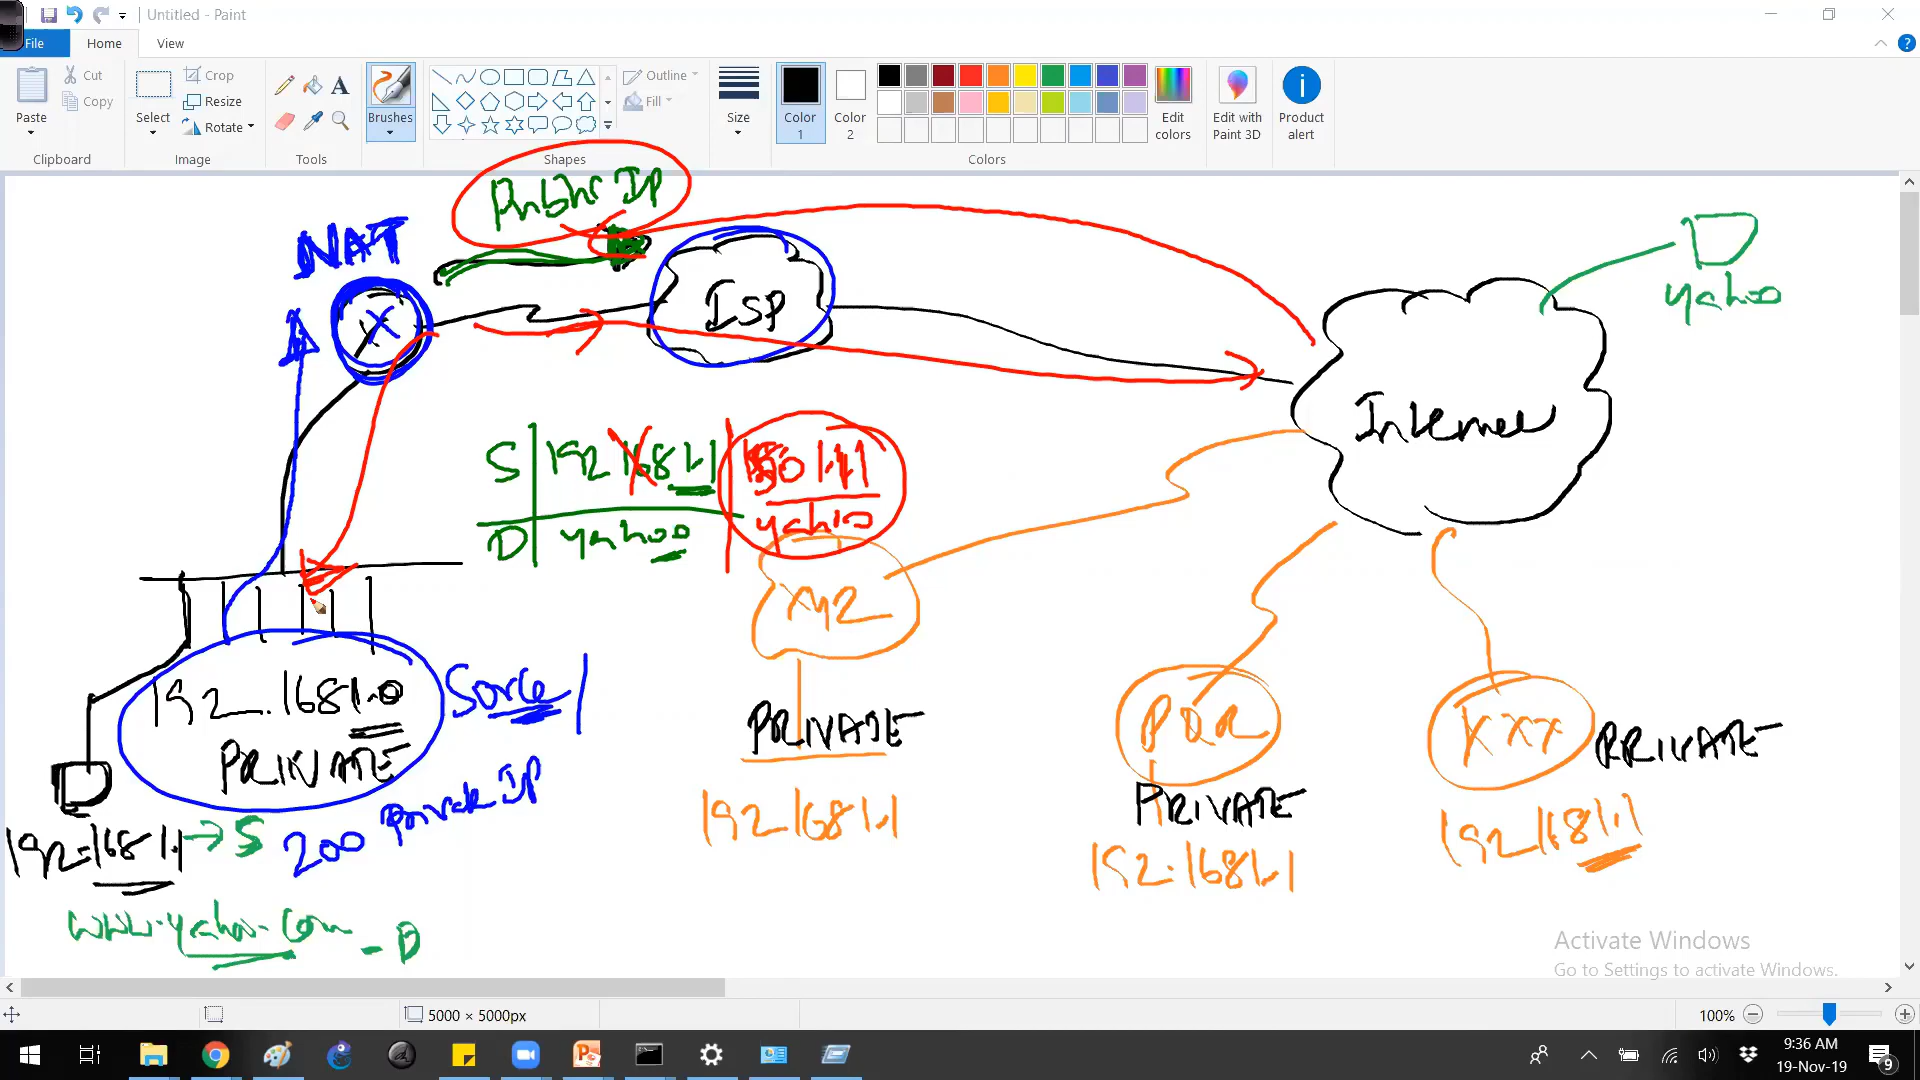 Untitled - Paint
File Home View
Paste
Cut
Copy
Clipboard
Select
Crop
Resize
Rotate
Image
Tools
Brushes
Shapes
Outline
Fill
Size
Color 1
Color 2
Colors
Edit colors
Edit with Paint 3D
Product alert
Public IP
NAT
X
ISP
yahoo
Internet
S 192 168 1.1 50 1.1.1
D yahoo yahoo
xyz
192.168 1.0
PRIVATE
Sorce
200 Private IP
PRIVATE
192 168 1.1
PQR
PRIVATE
192.168 1.1
XXX
PRIVATE
192 168 1.1
192.168 1.1 → S
www.yahoo.com - D
Activate Windows
Go to Settings to activate Windows.
5000 × 5000px
100%
9:36 AM
19-Nov-19
9